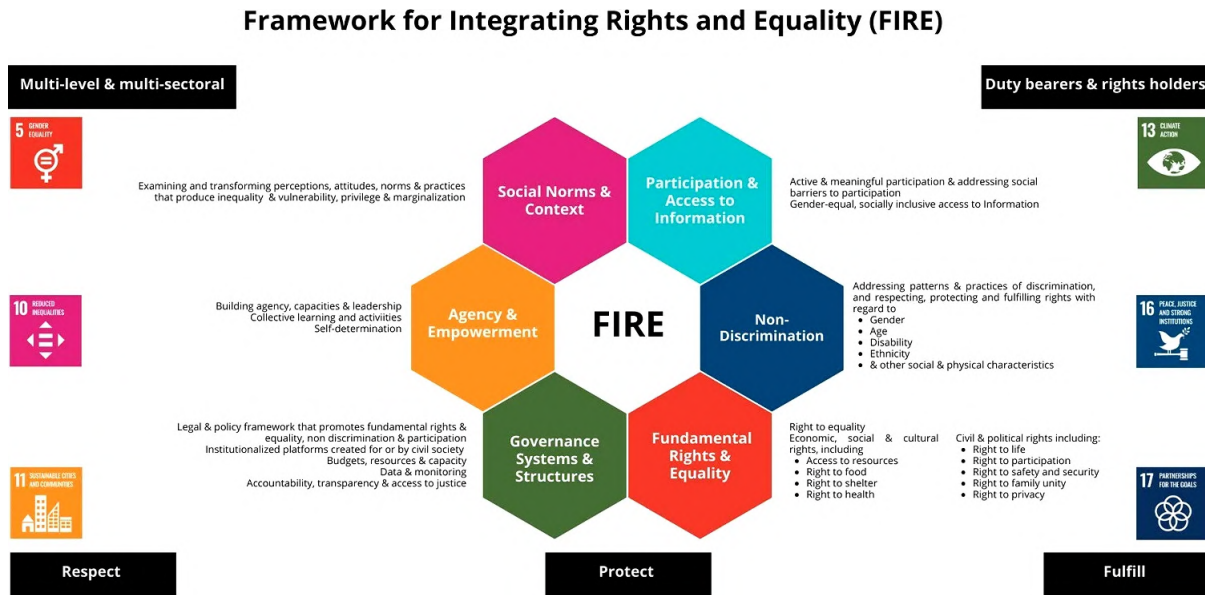 Framework for Integrating Rights and Equality (FIRE)
Multi-level & multi-sectoral
Duty bearers & rights holders
5 GENDER
EQUALITY
13 CLIMATE
ACTION
Examining and transforming perceptions, attitudes, norms & practices
that produce inequality & vulnerability, privilege & marginalization
Social Norms &
Context
Participation &
Access to
Information
Active & meaningful participation & addressing social
barriers to participation
Gender-equal, socially inclusive access to Information
10 REDUCED
INEQUALITIES
Building agency, capacities & leadership
Collective learning and activiities
Self-determination
Agency &
Empowerment
FIRE
Non-
Discrimination
Addressing patterns & practices of discrimination,
and respecting, protecting and fulfilling rights with
regard to
• Gender
• Age
• Disability
• Ethnicity
• & other social & physical characteristics
16 PEACE, JUSTICE
AND STRONG
INSTITUTIONS
11 SUSTAINABLE CITIES
AND COMMUNITIES
Legal & policy framework that promotes fundamental rights &
equality, non discrimination & participation
Institutionalized platforms created for or by civil society
Budgets, resources & capacity
Data & monitoring
Accountability, transparency & access to justice
Governance
Systems &
Structures
Fundamental
Rights &
Equality
Right to equality
Economic, social & cultural
rights, including
• Access to resources
• Right to food
• Right to shelter
• Right to health
Civil & political rights including:
• Right to life
• Right to participation
• Right to safety and security
• Right to family unity
• Right to privacy
17 PARTNERSHIPS
FOR THE GOALS
Respect
Protect
Fulfill